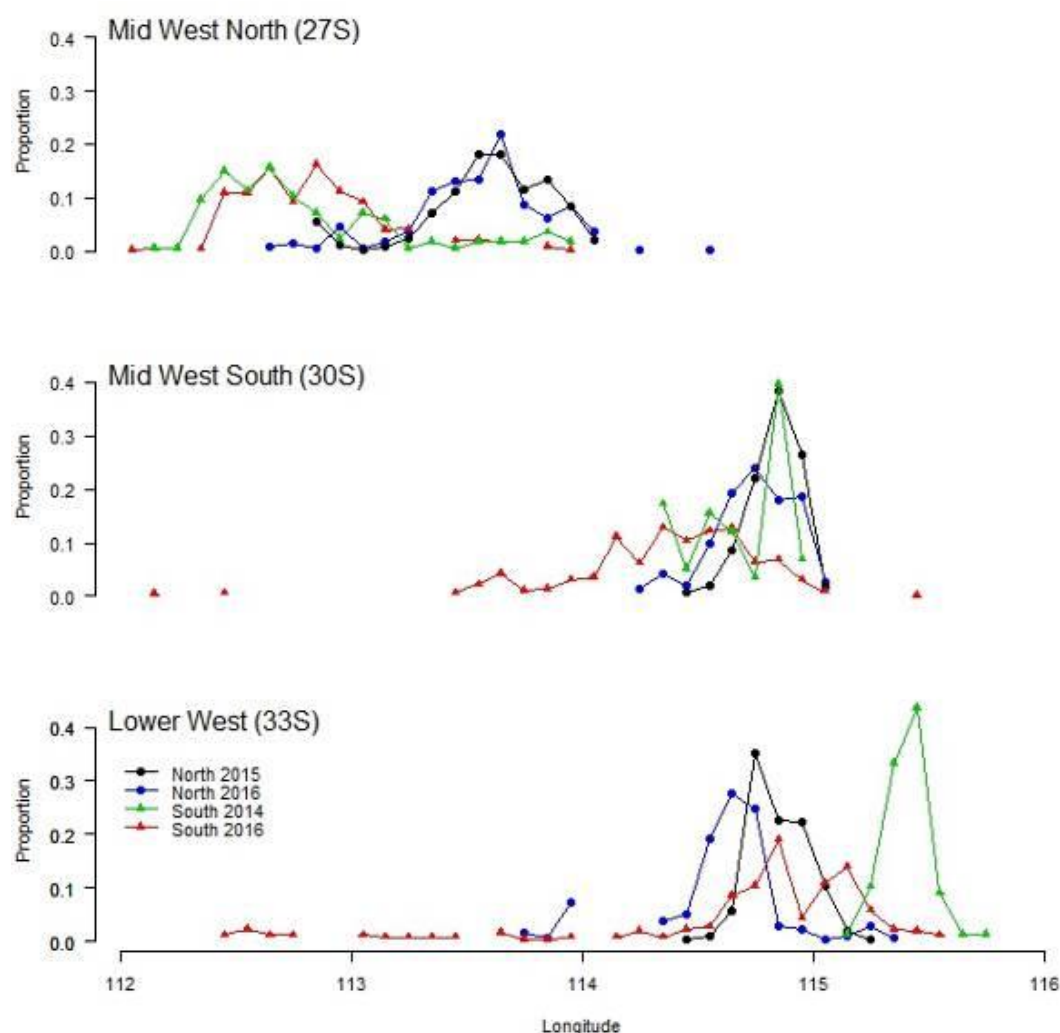 Mid West North (27S)
0.4
0.3
0.2
0.1
0.0
Proportion
Mid West South (30S)
0.4
0.3
0.2
0.1
0.0
Proportion
Lower West (33S)
0.4
0.3
0.2
0.1
0.0
Proportion
North 2015
North 2016
South 2014
South 2016
112 113 114 115 116
Longitude